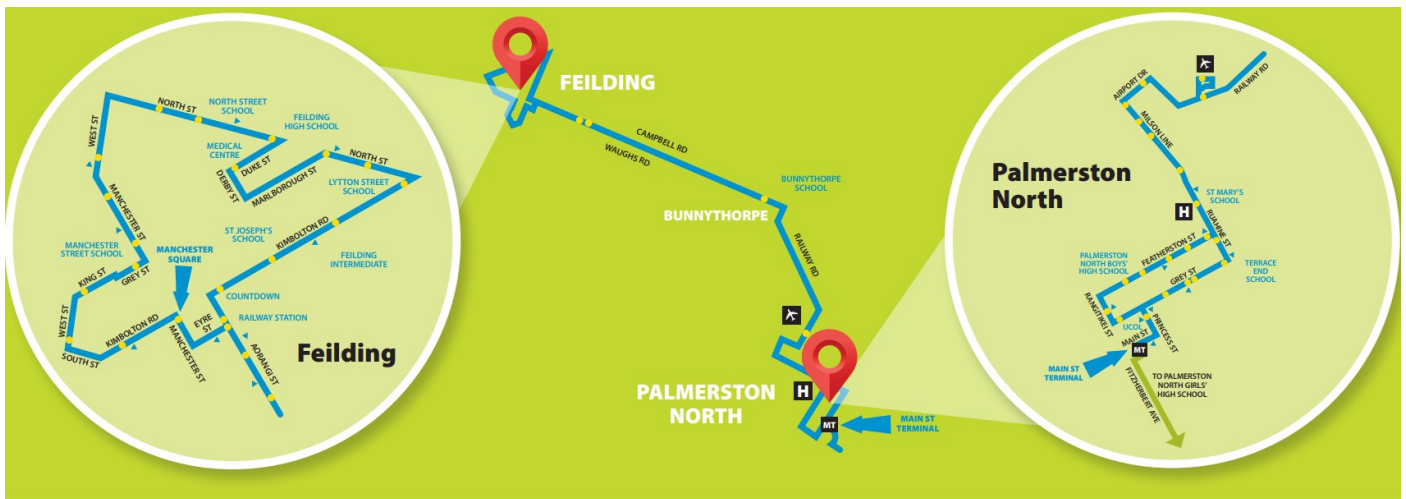 NORTH ST
NORTH STREET
SCHOOL
FEILDING
HIGH SCHOOL
WEST ST
MEDICAL
CENTRE
DUKE ST
NORTH ST
DERBY ST
MARLBOROUGH ST
LYTTON STREET
SCHOOL
MANCHESTER ST
ST JOSEPH'S
SCHOOL
KIMBOLTON RD
MANCHESTER
STREET SCHOOL
MANCHESTER
SQUARE
FEILDING
INTERMEDIATE
KING ST
GREY ST
COUNTDOWN
WEST ST
KIMBOLTON RD
EYRE
ST
RAILWAY STATION
SOUTH ST
MANCHESTER ST
AORANGI ST
Feilding
FEILDING
CAMPBELL RD
WAUGHS RD
BUNNYTHORPE
SCHOOL
BUNNYTHORPE
RAILWAY RD
H
PALMERSTON
NORTH
MT
MAIN ST
TERMINAL
AIRPORT DR
RAILWAY RD
MILSON LINE
Palmerston
North
ST MARY'S
SCHOOL
H
RUAHINE ST
FEATHERSTON ST
PALMERSTON
NORTH BOYS'
HIGH SCHOOL
GREY ST
TERRACE
END
SCHOOL
RANGITIKEI ST
UCOL
PRINCESS ST
MAIN ST
MT
MAIN ST
TERMINAL
FITZHERBERT AVE
TO PALMERSTON
NORTH GIRLS'
HIGH SCHOOL